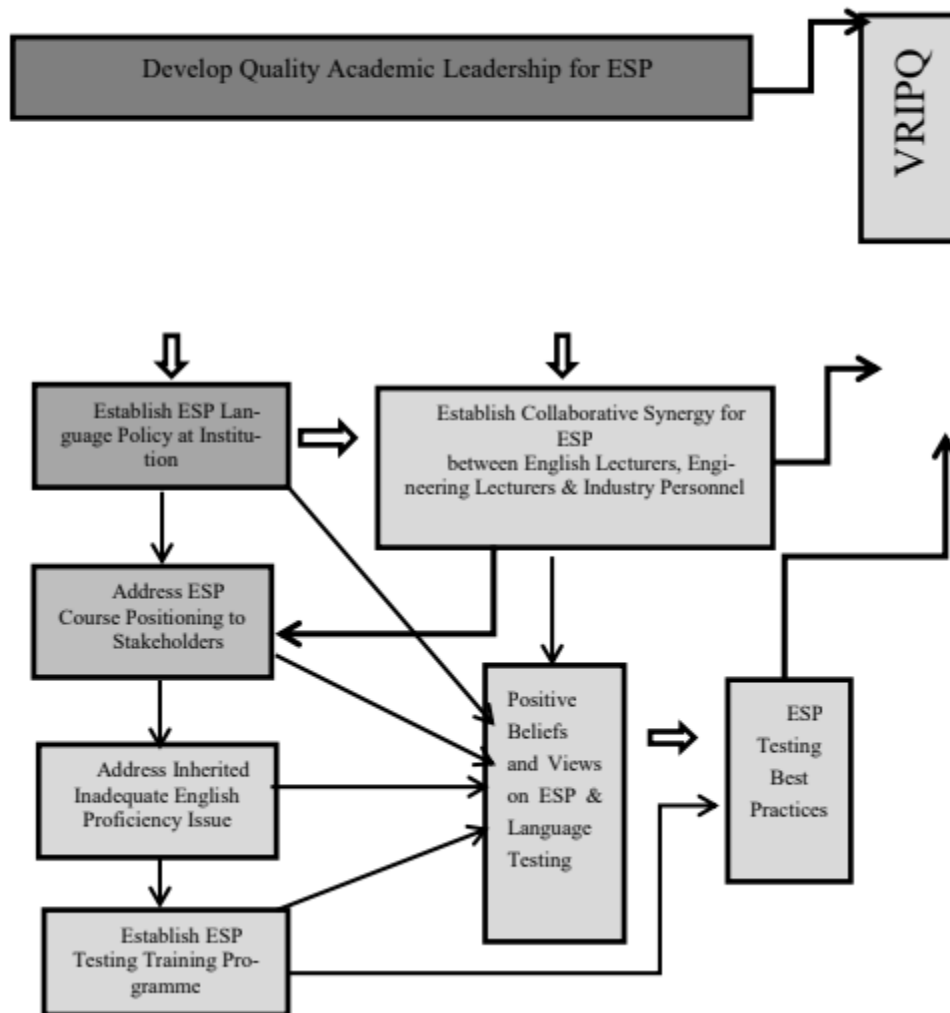 Develop Quality Academic Leadership for ESP
VRIPQ
Establish ESP Lan-
guage Policy at Institu-
tion
Establish Collaborative Synergy for
ESP
between English Lecturers, Engi-
neering Lecturers & Industry Personnel
Address ESP
Course Positioning to
Stakeholders
Positive
Beliefs
and Views
on ESP &
Language
Testing
ESP
Testing
Best
Practices
Address Inherited
Inadequate English
Proficiency Issue
Establish ESP
Testing Training Pro-
gramme